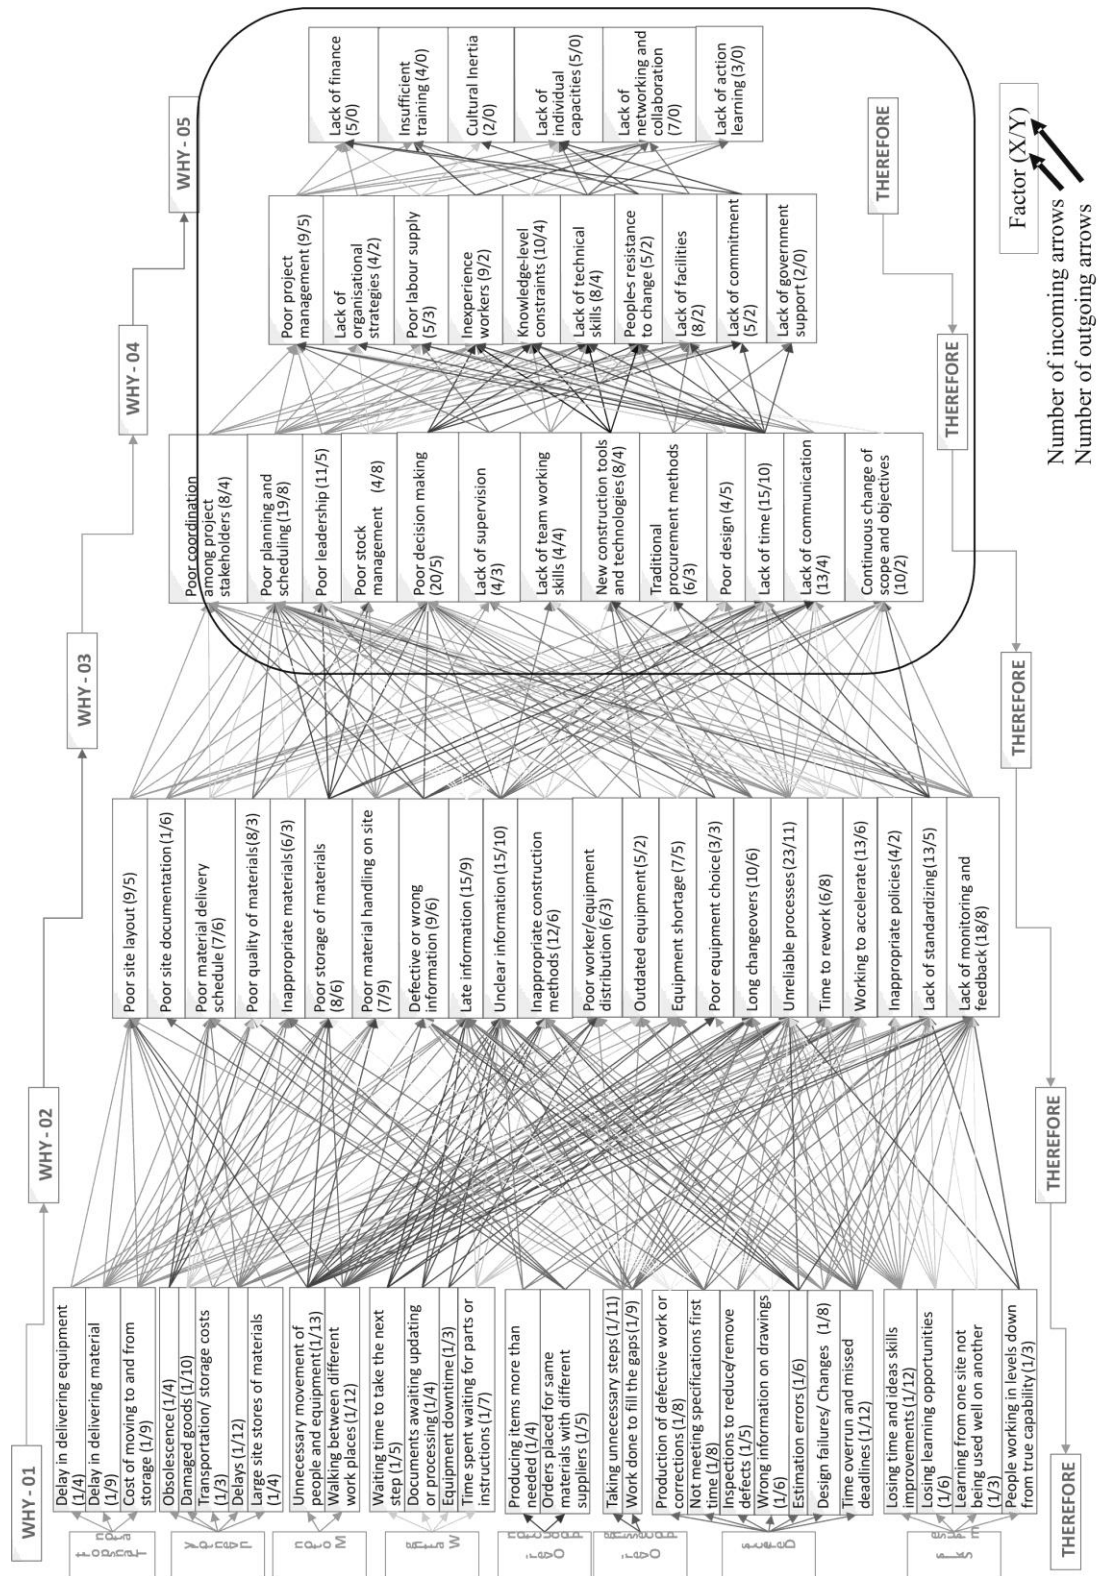 WHY - 01
Delay in delivering equipment
(1/4)
Delay in delivering material
(1/9)
Cost of moving to and from
storage (1/9)
Obsolescence (1/4)
Damaged goods (1/10)
Transportation/ storage costs
(1/3)
Delays (1/12)
Large site stores of materials
(1/4)
Unnecessary movement of
people and equipment (1/13)
Walking between different
work places (1/12)
Waiting time to take the next
step (1/5)
Documents awaiting updating
or processing (1/4)
Equipment downtime (1/3)
Time spent waiting for parts or
instructions (1/7)
Producing items more than
needed (1/4)
Orders placed for same
materials with different
suppliers (1/5)
Taking unnecessary steps (1/11)
Work done to fill the gaps (1/9)
Production of defective work or
corrections (1/8)
Not meeting specifications first
time (1/8)
Inspections to reduce/remove
defects (1/5)
Wrong information on drawings
(1/6)
Estimation errors (1/6)
Design failures/ Changes (1/8)
Time overrun and missed
deadlines (1/12)
Losing time and ideas skills
improvements (1/12)
Losing learning opportunities
(1/6)
Learning from one site not
being used well on another
(1/3)
People working in levels down
from true capability (1/3)
THEREFORE
WHY - 02
Poor site layout (9/5)
Poor site documentation (1/6)
Poor material delivery
schedule (7/6)
Poor quality of materials (8/3)
Inappropriate materials (6/3)
Poor storage of materials
(8/6)
Poor material handling on site
(7/9)
Defective or wrong
information (9/6)
Late information (15/9)
Unclear information (15/10)
Inappropriate construction
methods (12/6)
Poor worker/equipment
distribution (6/3)
Outdated equipment (5/2)
Equipment shortage (7/5)
Poor equipment choice (3/3)
Long changeovers (10/6)
Unreliable processes (23/11)
Time to rework (6/8)
Working to accelerate (13/6)
Inappropriate policies (4/2)
Lack of standardizing (13/5)
Lack of monitoring and
feedback (18/8)
THEREFORE
WHY - 03
Poor coordination
among project
stakeholders (8/4)
Poor planning and
scheduling (19/8)
Poor leadership (11/5)
Poor stock
management (4/8)
Poor decision making
(20/5)
Lack of supervision
(4/3)
Lack of team working
skills (4/4)
New construction tools
and technologies (8/4)
Traditional
procurement methods
(6/3)
Poor design (4/5)
Lack of time (15/10)
Lack of communication
(13/4)
Continuous change of
scope and objectives
(10/2)
THEREFORE
WHY - 04
Poor project
management (9/5)
Lack of
organisational
strategies (4/2)
Poor labour supply
(5/3)
Inexperience
workers (9/2)
Knowledge-level
constraints (10/4)
Lack of technical
skills (8/4)
People-s resistance
to change (5/2)
Lack of facilities
(8/2)
Lack of commitment
(5/2)
Lack of government
support (2/0)
THEREFORE
WHY - 05
Lack of finance
(5/0)
Insufficient
training (4/0)
Cultural Inertia
(2/0)
Lack of
individual
capacities (5/0)
Lack of
networking and
collaboration
(7/0)
Lack of action
learning (3/0)
THEREFORE
Factor (X/Y)
Number of incoming arrows
Number of outgoing arrows